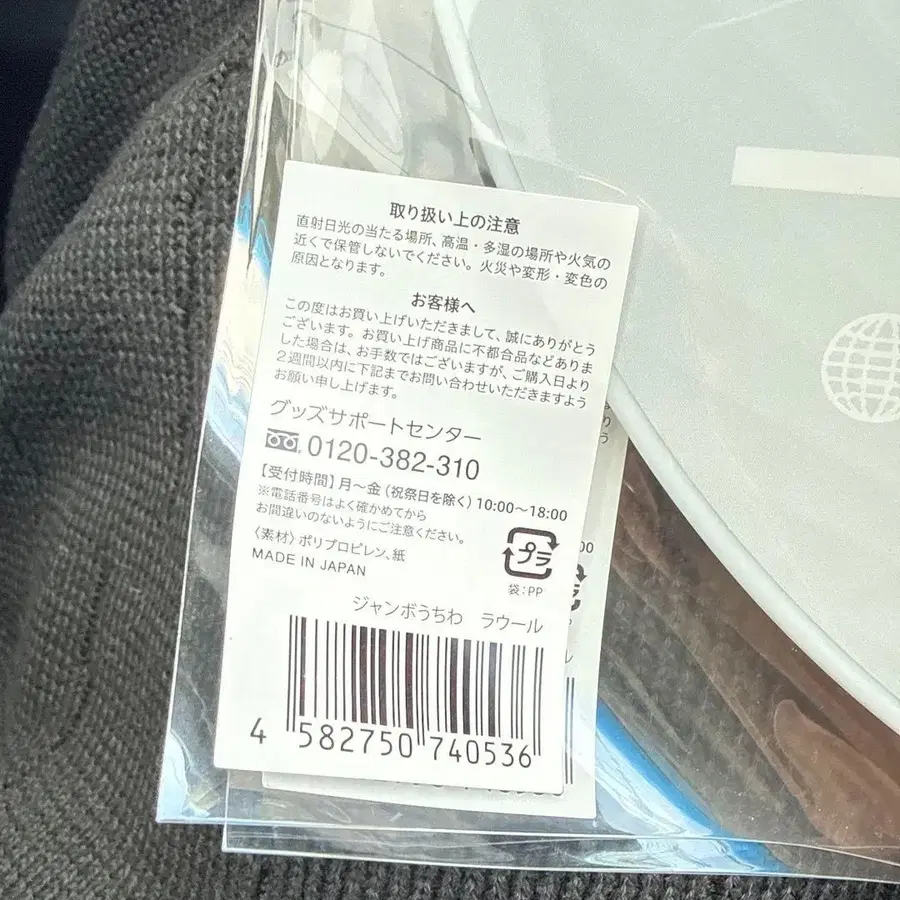 取り扱い上の注意
直射日光の当たる場所、高温・多湿の場所や火気の
近くで保管しないでください。火災や変形・変色の
原因となります。
お客様へ
この度はお買い上げいただきまして、誠にありがとう
ございます。お買い上げ商品に不都合品などありま
した場合は、お手数ではございますが、ご購入日より
2週間以内に下記までお問い合わせいただきますよう
お願い申し上げます。
グッズサポートセンター
0120-382-310
【受付時間】月〜金(祝祭日を除く)10:00〜18:00
※電話番号はよく確かめてから
お間違いのないようにご注意ください。
〈素材〉ポリプロピレン、紙
MADE IN JAPAN
プラ
袋:PP
ジャンボうちわ ラウール
4 582750 740536